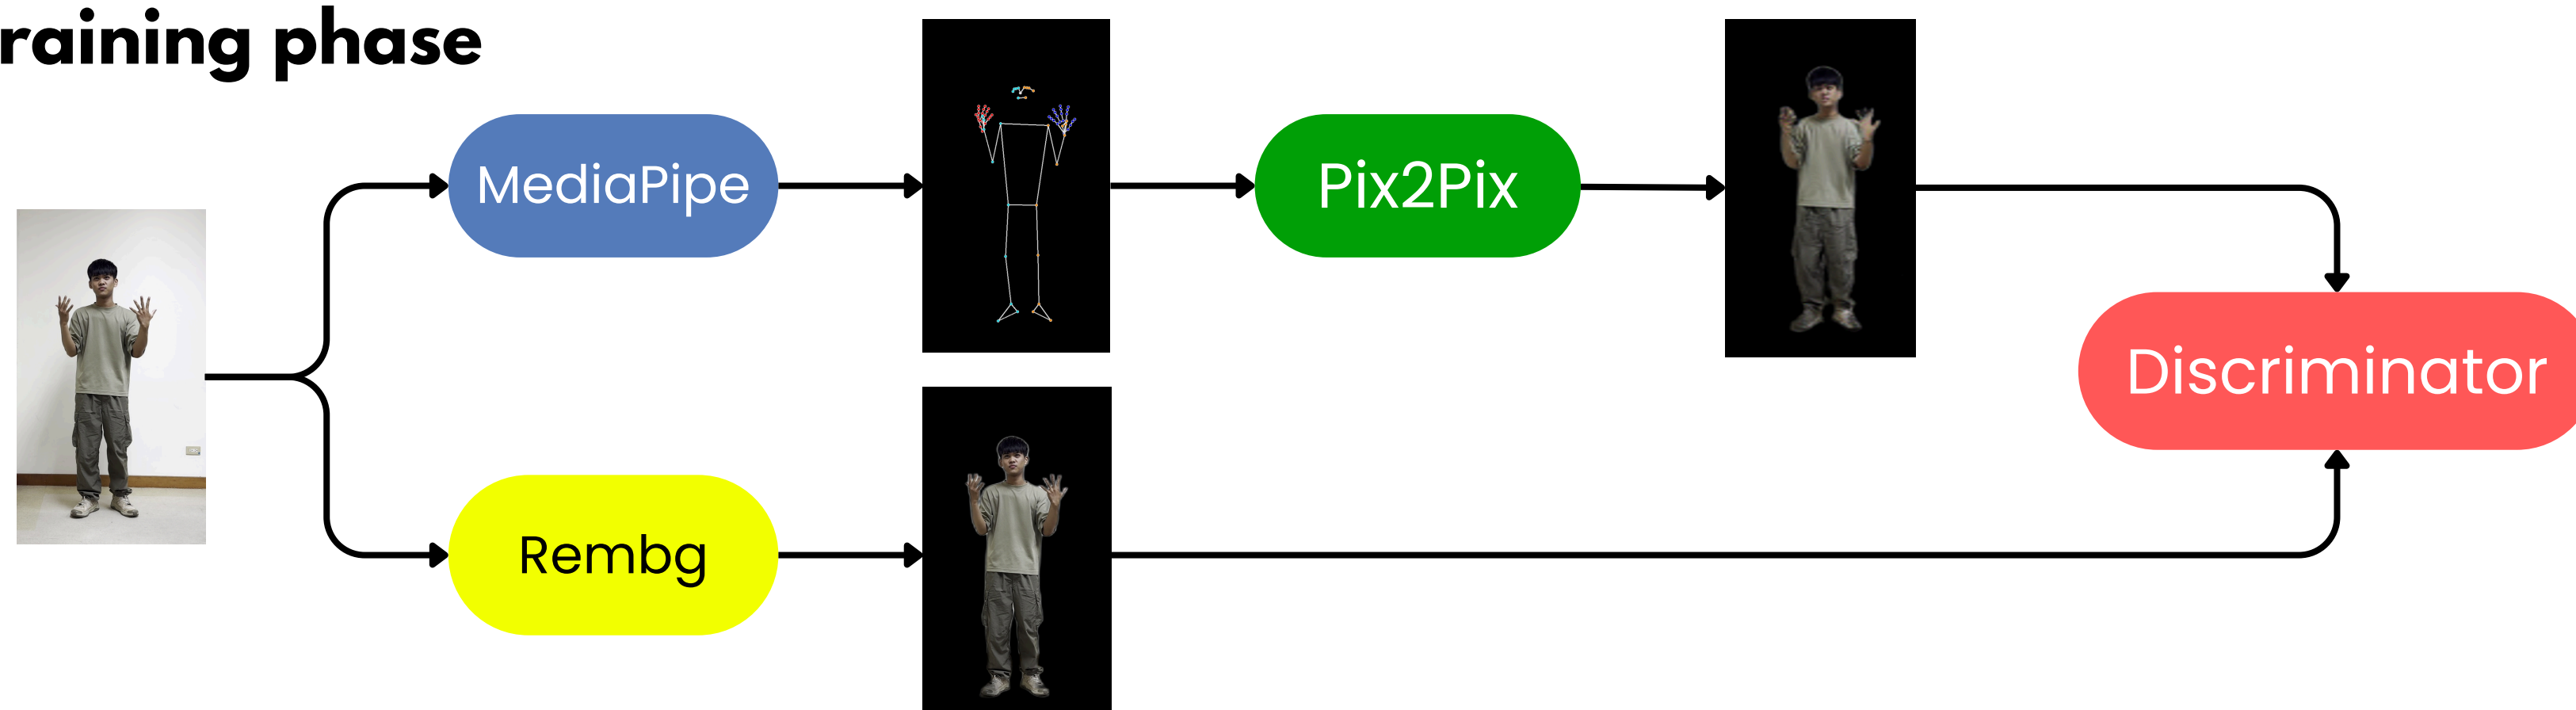 raining phase
MediaPipe
Pix2Pix
Discriminator
Rembg